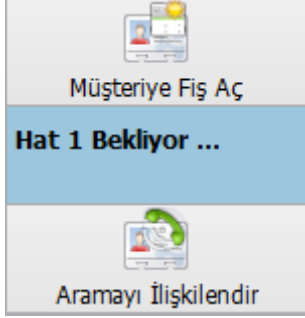 Müşteriye Fiş Aç
Hat 1 Bekliyor ...
Aramayı İlişkilendir